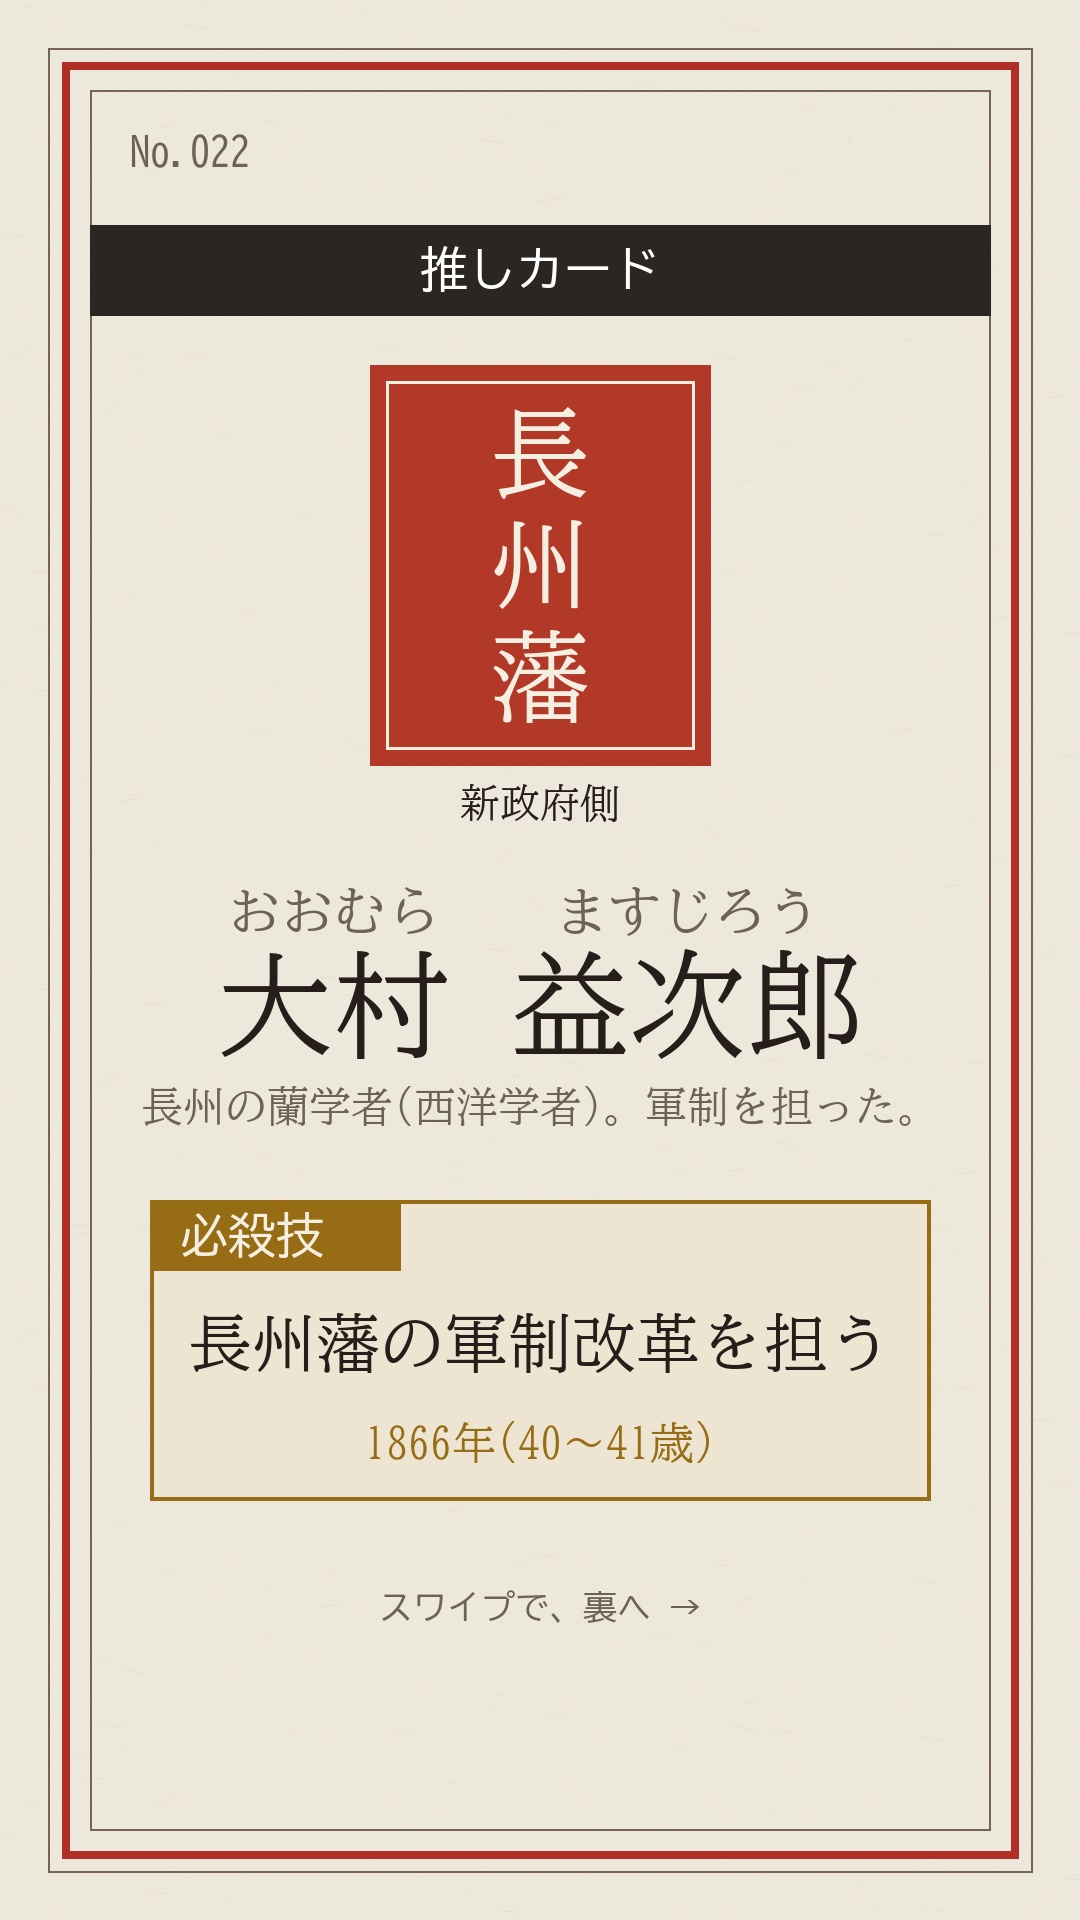 No.022
推しカード
長州藩
新政府側
おおむら ますじろう
大村 益次郎
長州の蘭学者(西洋学者)。軍制を担った。
必殺技
長州藩の軍制改革を担う
1866年(40〜41歳)
スワイプで、裏へ →